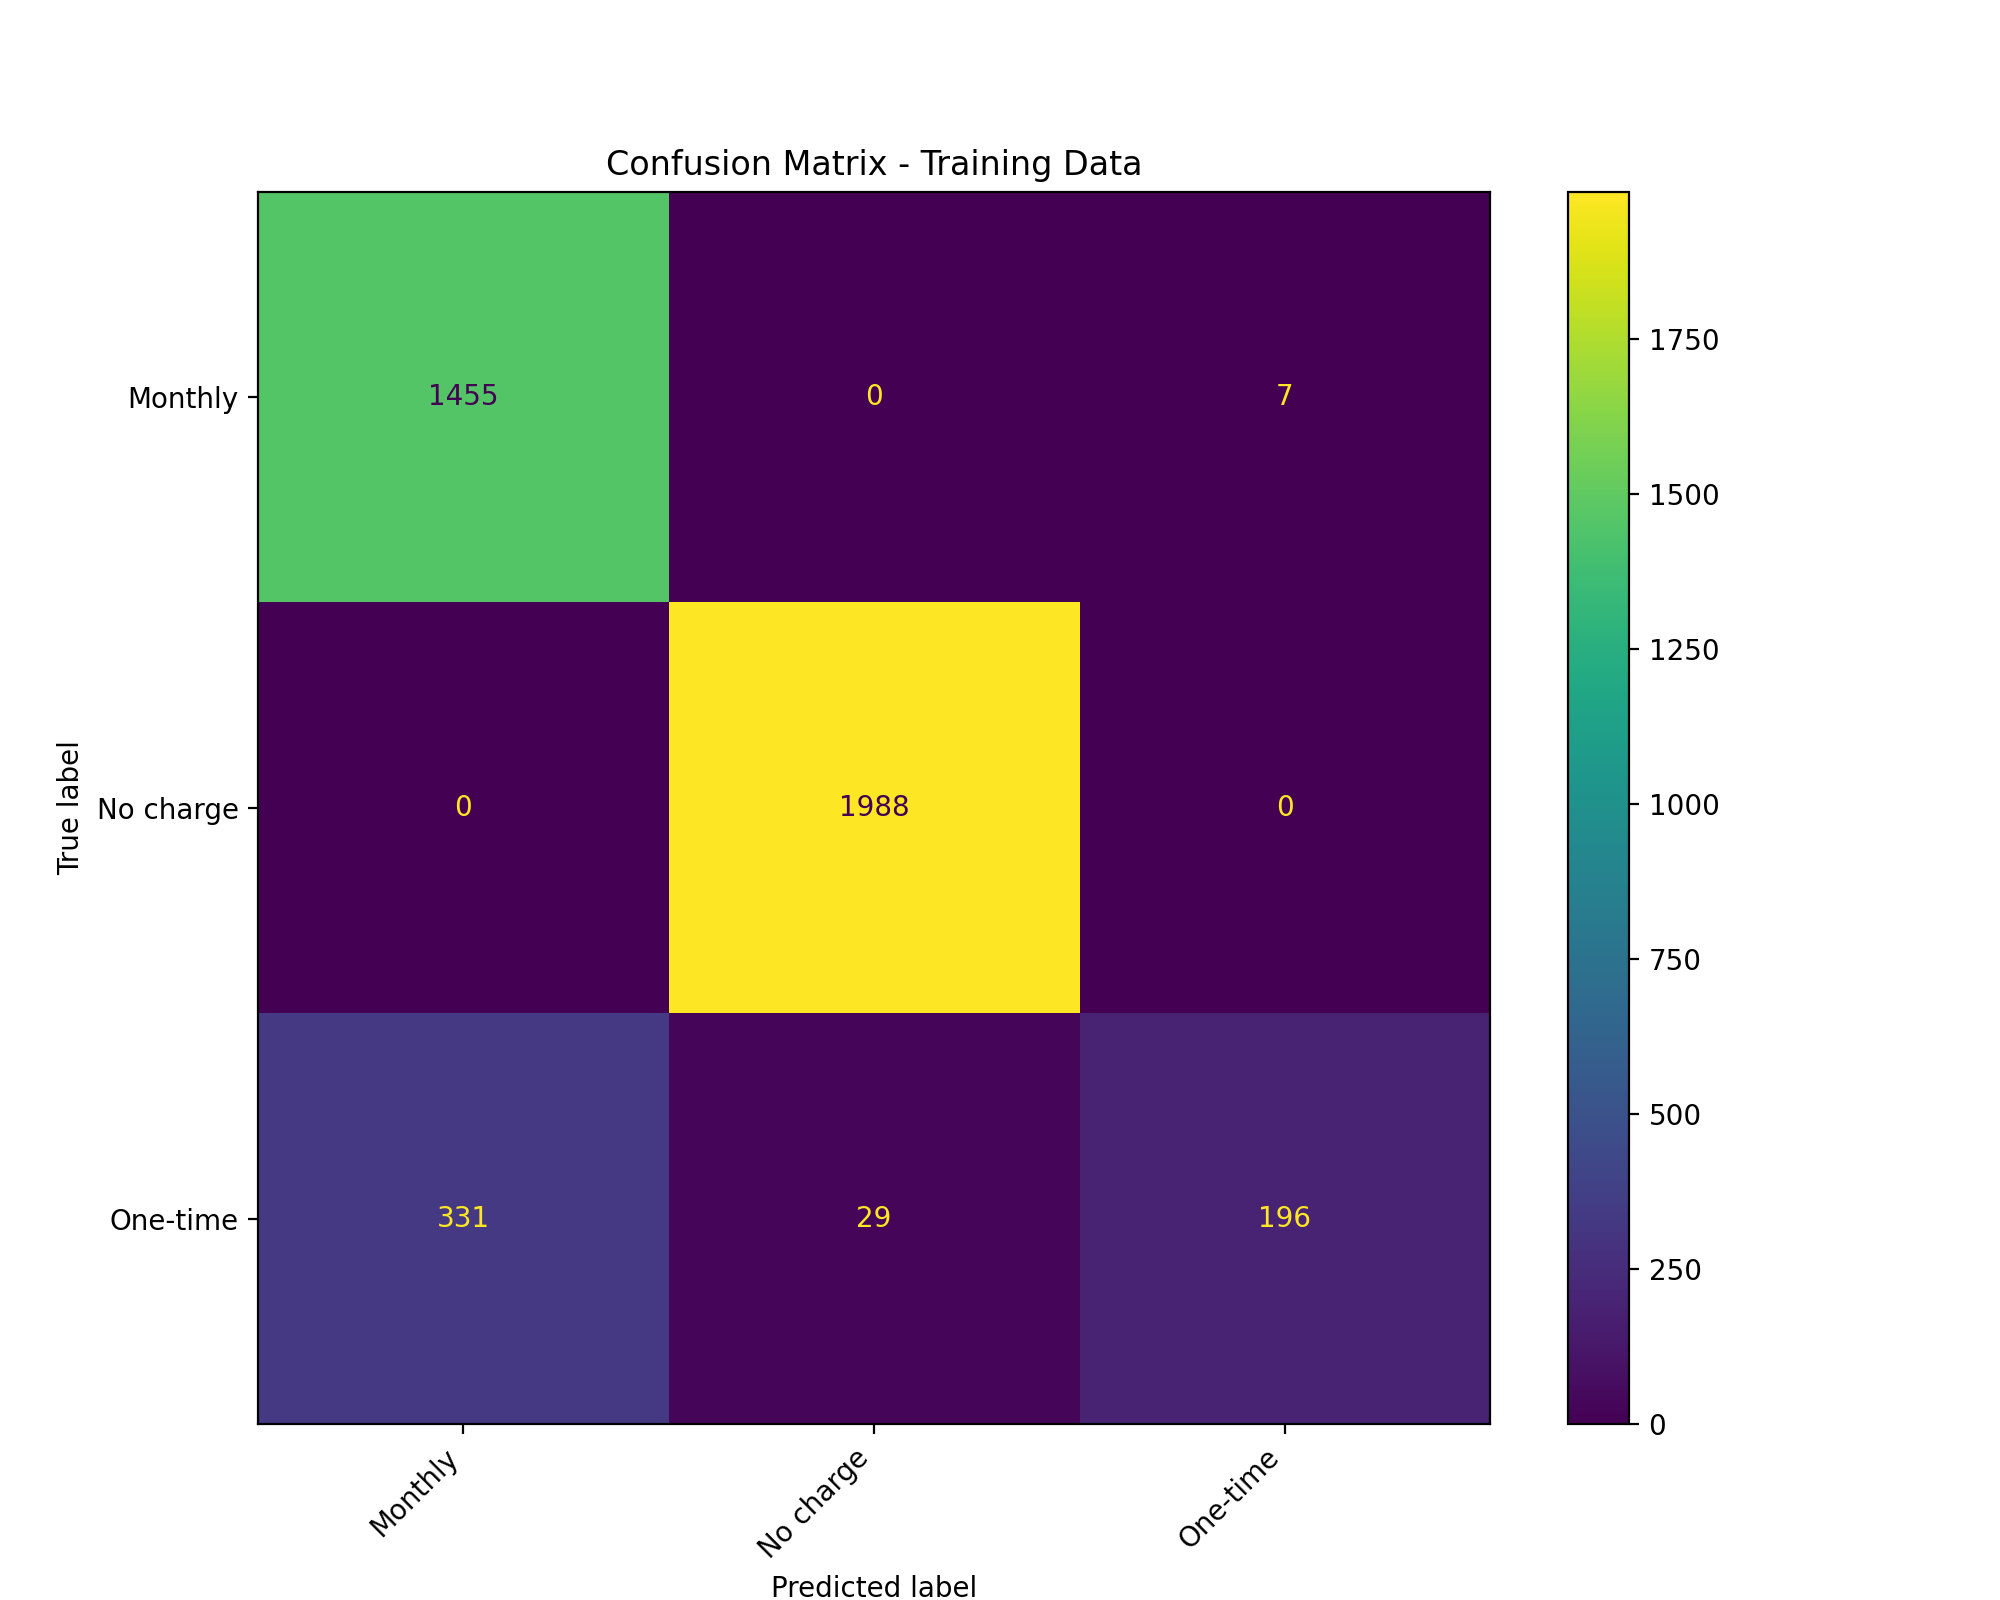 Confusion Matrix - Training Data
Monthly
1455
0
7
No charge
0
1988
0
One-time
331
29
196
Monthly
No charge
One-time
Predicted label
True label
1750
1500
1250
1000
750
500
250
0